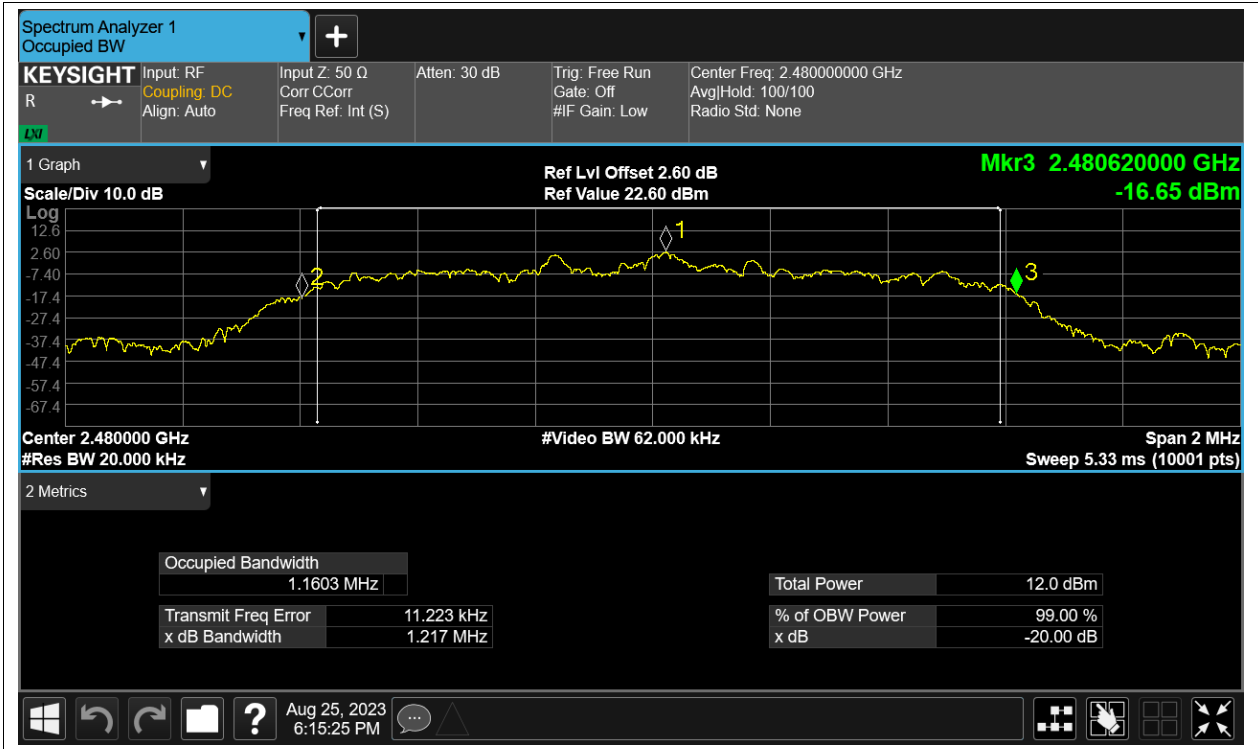 Spectrum Analyzer 1
Occupied BW
+
KEYSIGHT
R
LXI
Input: RF
Coupling: DC
Align: Auto
Input Z: 50 Ω
Corr CCorr
Freq Ref: Int (S)
Atten: 30 dB
Trig: Free Run
Gate: Off
#IF Gain: Low
Center Freq: 2.480000000 GHz
Avg|Hold: 100/100
Radio Std: None
1 Graph
Scale/Div 10.0 dB
Ref Lvl Offset 2.60 dB
Ref Value 22.60 dBm
Mkr3 2.480620000 GHz
-16.65 dBm
Log
12.6
2.60
-7.40
-17.4
-27.4
-37.4
-47.4
-57.4
-67.4
1
2
3
Center 2.480000 GHz
#Res BW 20.000 kHz
#Video BW 62.000 kHz
Span 2 MHz
Sweep 5.33 ms (10001 pts)
2 Metrics
Occupied Bandwidth
1.1603 MHz
Transmit Freq Error 11.223 kHz
x dB Bandwidth 1.217 MHz
Total Power 12.0 dBm
% of OBW Power 99.00 %
x dB -20.00 dB
?
Aug 25, 2023
6:15:25 PM